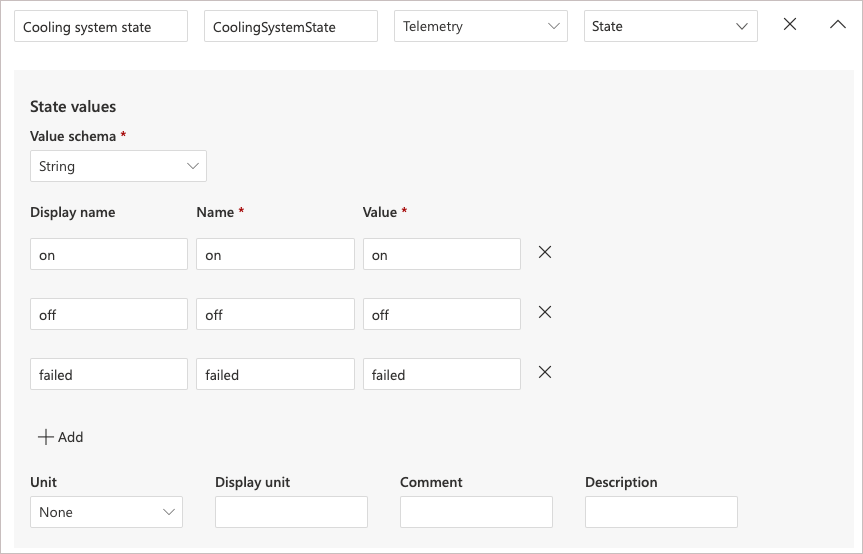 Cooling system state CoolingSystemState Telemetry State
State values
Value schema *
String
Display name Name * Value *
on on on
off off off
failed failed failed
Add
Unit Display unit Comment Description
None